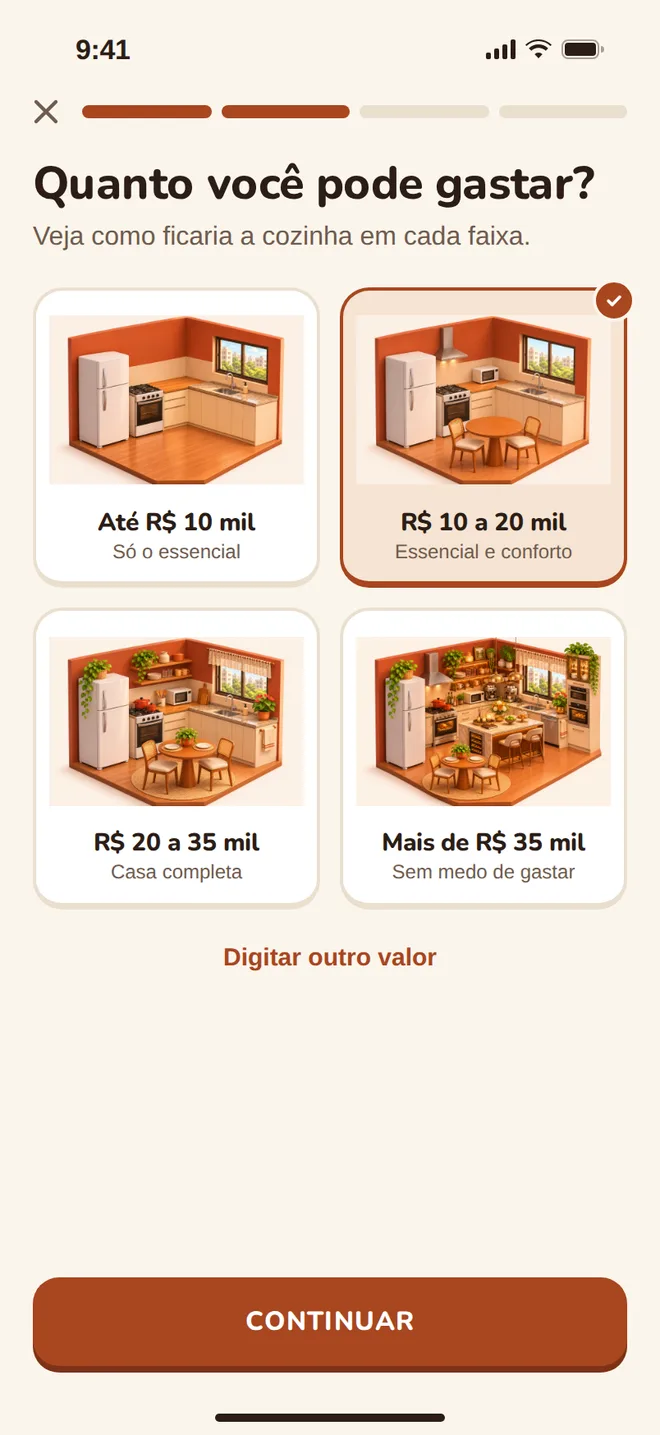 9:41
Quanto você pode gastar?
Veja como ficaria a cozinha em cada faixa.
Até R$ 10 mil
Só o essencial
R$ 10 a 20 mil
Essencial e conforto
R$ 20 a 35 mil
Casa completa
Mais de R$ 35 mil
Sem medo de gastar
Digitar outro valor
CONTINUAR